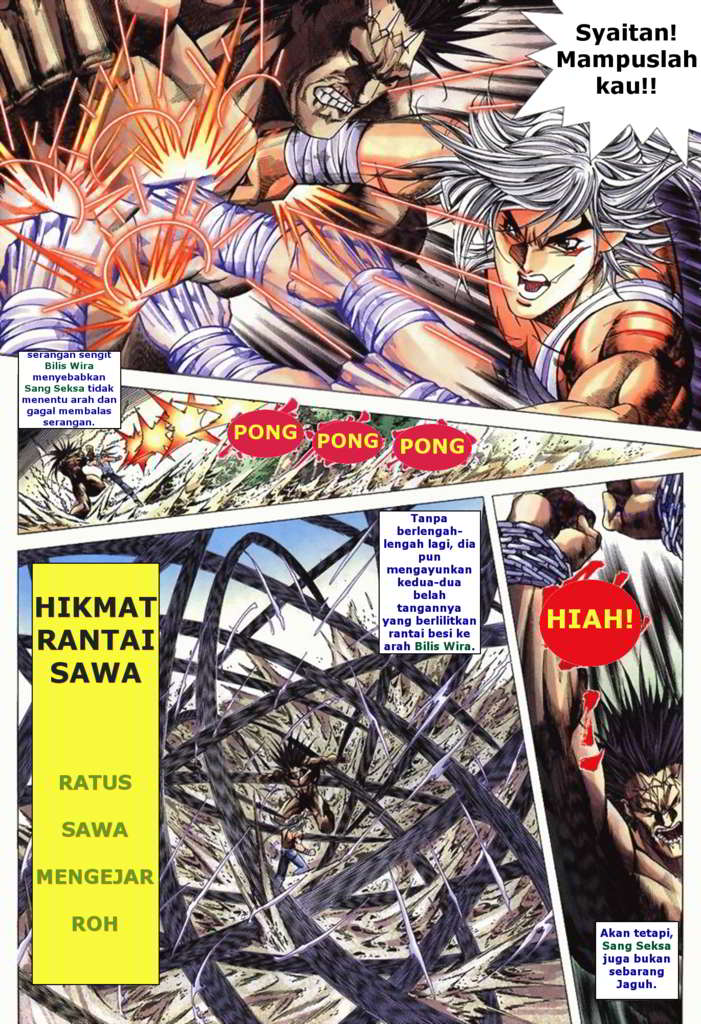 Syaitan!
Mampuslah
kau!!
serangan sengit
Bilis Wira
menyebabkan
Sang Seksa tidak
menentu arah dan
gagal membalas
serangan.
PONG
PONG
PONG
Tanpa
berlengah-
lengah lagi, dia
pun
mengayunkan
kedua-dua
belah
tangannya
yang berlilitkan
rantai besi ke
arah Bilis Wira.
HIAH!
HIKMAT
RANTAI
SAWA
RATUS
SAWA
MENGEJAR
ROH
Akan tetapi,
Sang Seksa
juga bukan
sebarang
Jaguh.